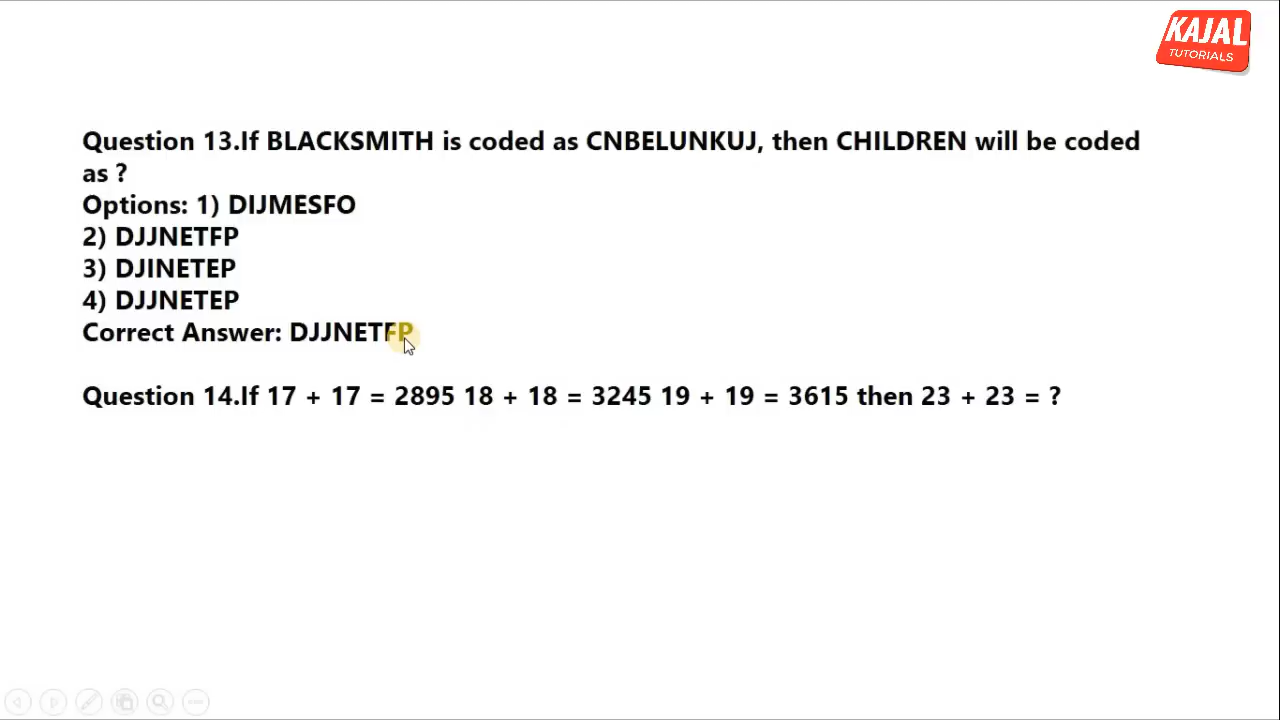 KAJAL
TUTORIALS
Question 13.If BLACKSMITH is coded as CNBELUNKUJ, then CHILDREN will be coded
as ?
Options: 1) DIJMESFO
2) DJJNETFP
3) DJINETEP
4) DJJNETEP
Correct Answer: DJJNETFP
Question 14.If 17 + 17 = 2895 18 + 18 = 3245 19 + 19 = 3615 then 23 + 23 = ?